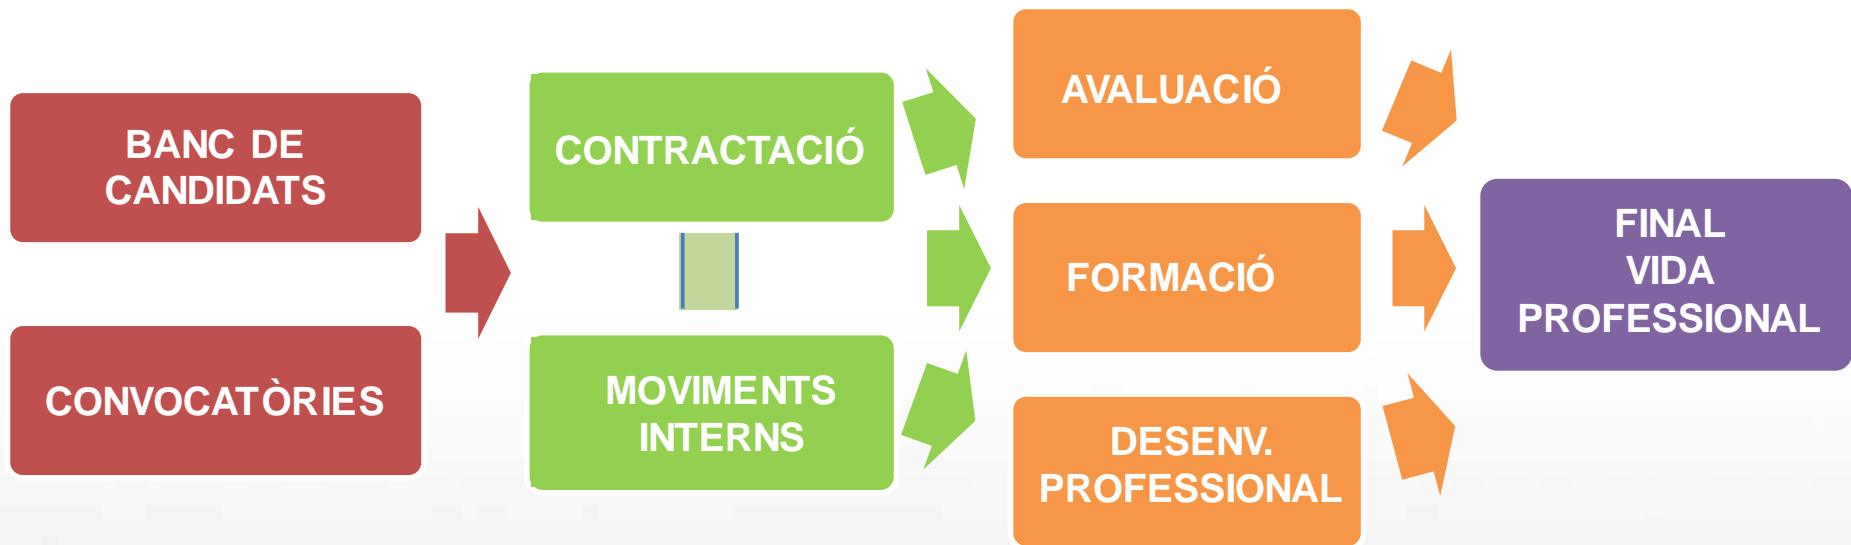 BANC DE
CANDIDATS
CONVOCATÒRIES
CONTRACTACIÓ
MOVIMENTS
INTERNS
AVALUACIÓ
FORMACIÓ
DESENV.
PROFESSIONAL
FINAL
VIDA
PROFESSIONAL